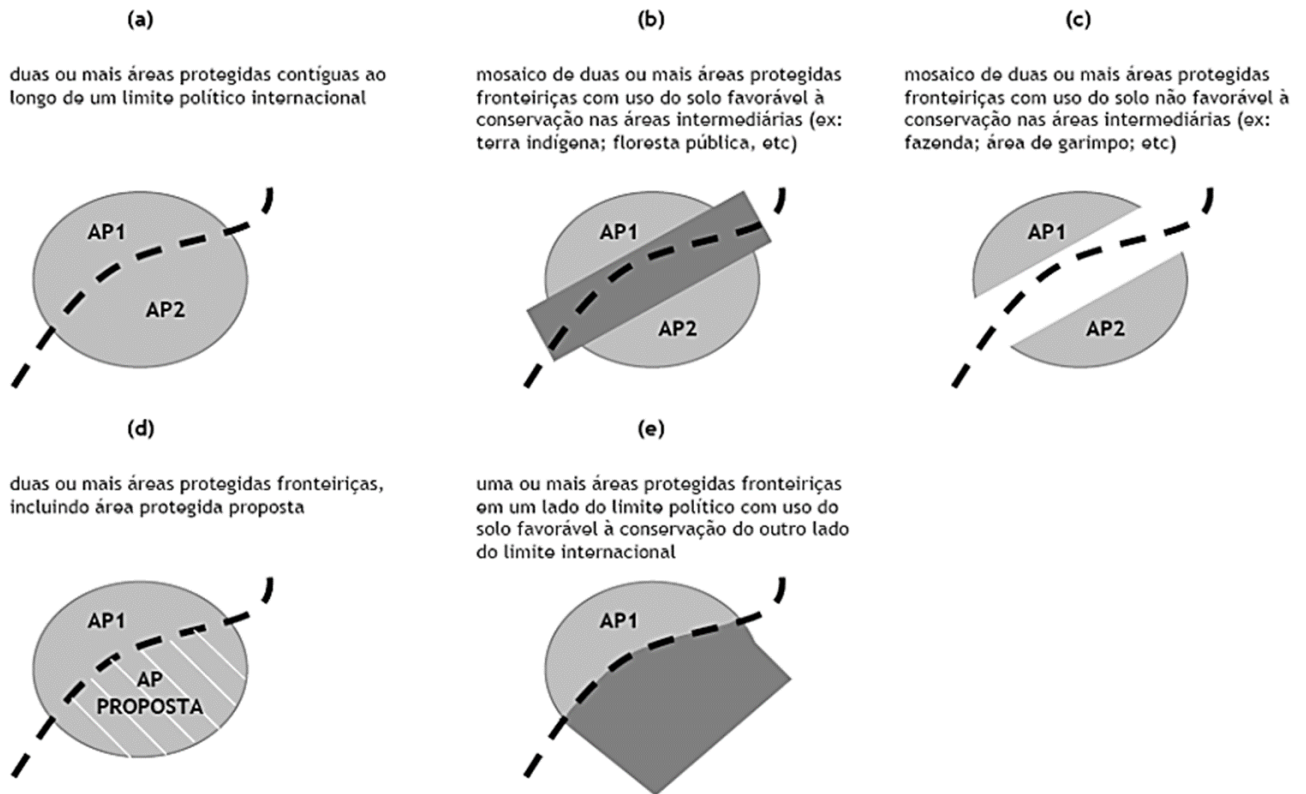 (a)
duas ou mais áreas protegidas contíguas ao
longo de um limite político internacional
AP1
AP2
(b)
mosaico de duas ou mais áreas protegidas
fronteiriças com uso do solo favorável à
conservação nas áreas intermediárias (ex:
terra indígena; floresta pública, etc)
AP1
AP2
(c)
mosaico de duas ou mais áreas protegidas
fronteiriças com uso do solo não favorável à
conservação nas áreas intermediárias (ex:
fazenda; área de garimpo; etc)
AP1
AP2
(d)
duas ou mais áreas protegidas fronteiriças,
incluindo área protegida proposta
AP1
AP
PROPOSTA
(e)
uma ou mais áreas protegidas fronteiriças
em um lado do limite político com uso do
solo favorável à conservação do outro lado
do limite internacional
AP1